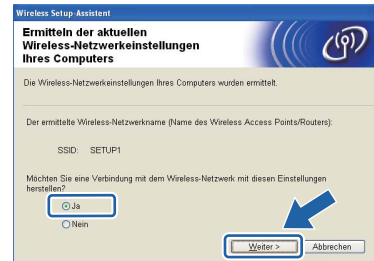 Wireless Setup-Assistent
Ermitteln der aktuellen
Wireless-Netzwerkeinstellungen
Ihres Computers
Die Wireless-Netzwerkeinstellungen Ihres Computers wurden ermittelt.
Der ermittelte Wireless-Netzwerkname (Name des Wireless Access Points/Routers):
SSID: SETUP1
Möchten Sie eine Verbindung mit dem Wireless-Netzwerk mit diesen Einstellungen
herstellen?
Ja
Nein
Weiter > Abbrechen